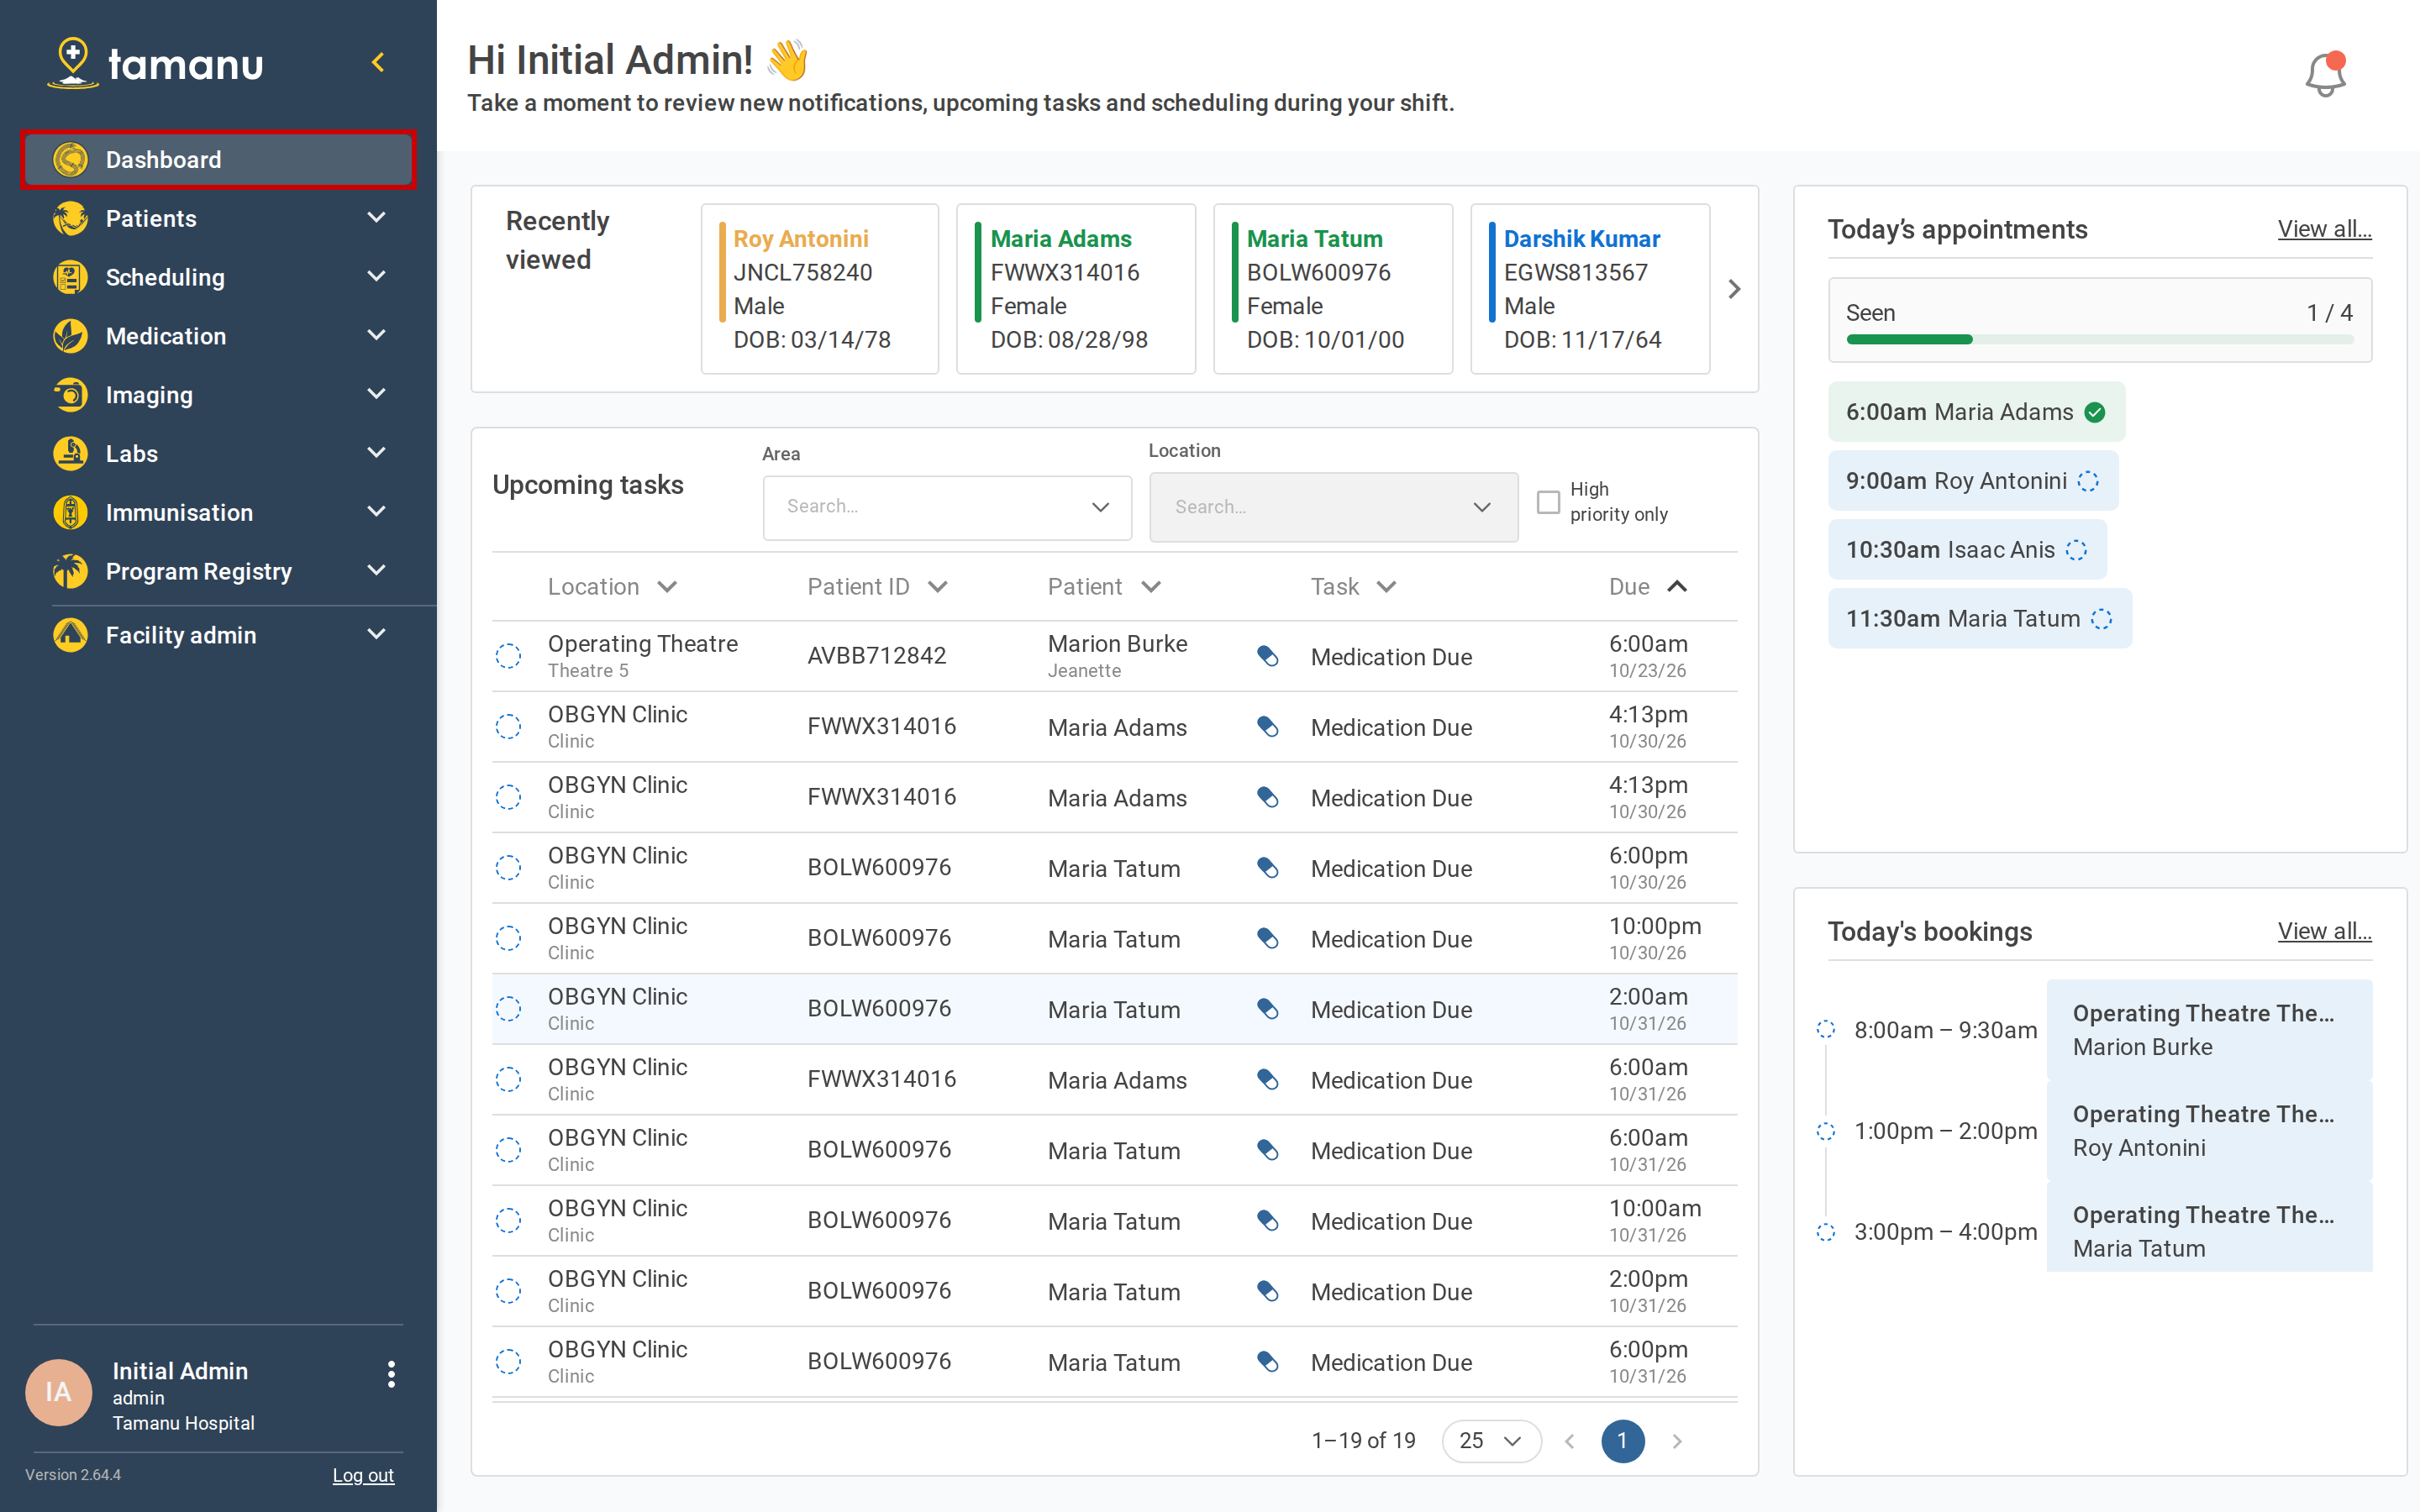 tamanu
Dashboard
Patients
Scheduling
Medication
Imaging
Labs
Immunisation
Program Registry
Facility admin
IA
Initial Admin
admin
Tamanu Hospital
Version 2.64.4
Log out
Hi Initial Admin! 👋
Take a moment to review new notifications, upcoming tasks and scheduling during your shift.
Recently
viewed
Roy Antonini
JNCL758240
Male
DOB: 03/14/78
Maria Adams
FWWX314016
Female
DOB: 08/28/98
Maria Tatum
BOLW600976
Female
DOB: 10/01/00
Darshik Kumar
EGWS813567
Male
DOB: 11/17/64
Upcoming tasks
Area
Search...
Location
Search...
High
priority only
Location Patient ID Patient Task Due
Operating Theatre AVBB712842 Marion Burke Medication Due 6:00am
Theatre 5 Jeanette 10/23/26
OBGYN Clinic FWWX314016 Maria Adams Medication Due 4:13pm
Clinic 10/30/26
OBGYN Clinic FWWX314016 Maria Adams Medication Due 4:13pm
Clinic 10/30/26
OBGYN Clinic BOLW600976 Maria Tatum Medication Due 6:00pm
Clinic 10/30/26
OBGYN Clinic BOLW600976 Maria Tatum Medication Due 10:00pm
Clinic 10/30/26
OBGYN Clinic BOLW600976 Maria Tatum Medication Due 2:00am
Clinic 10/31/26
OBGYN Clinic FWWX314016 Maria Adams Medication Due 6:00am
Clinic 10/31/26
OBGYN Clinic BOLW600976 Maria Tatum Medication Due 6:00am
Clinic 10/31/26
OBGYN Clinic BOLW600976 Maria Tatum Medication Due 10:00am
Clinic 10/31/26
OBGYN Clinic BOLW600976 Maria Tatum Medication Due 2:00pm
Clinic 10/31/26
OBGYN Clinic BOLW600976 Maria Tatum Medication Due 6:00pm
Clinic 10/31/26
1–19 of 19 25 1
Today’s appointments View all...
Seen 1 / 4
6:00am Maria Adams
9:00am Roy Antonini
10:30am Isaac Anis
11:30am Maria Tatum
Today's bookings View all...
8:00am – 9:30am
Operating Theatre The...
Marion Burke
1:00pm – 2:00pm
Operating Theatre The...
Roy Antonini
3:00pm – 4:00pm
Operating Theatre The...
Maria Tatum